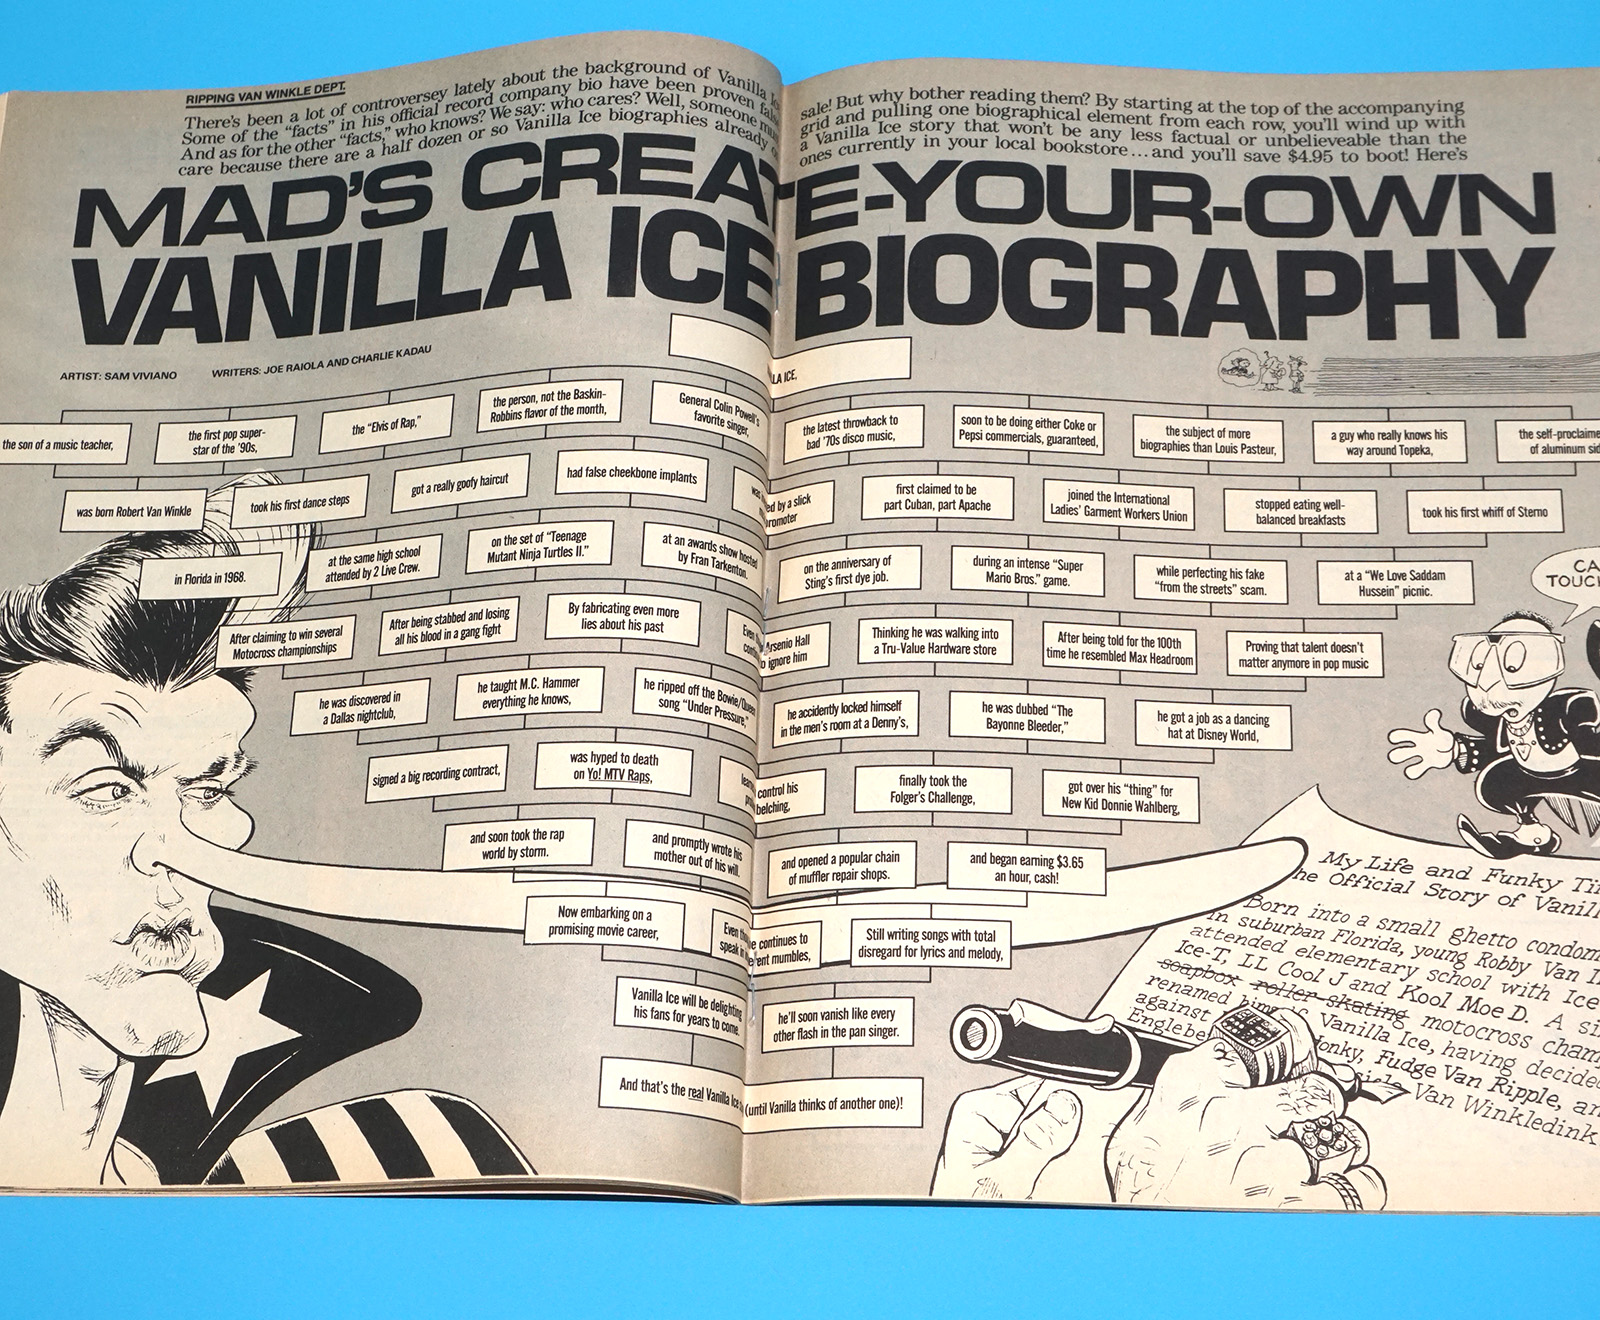 RIPPING VAN WINKLE DEPT.
There's been a lot of controversy lately about the background of Vanilla
Some of the "facts" in his official record company bio have been proven
And as for the other "facts," who knows? We say: who cares? Well, someone
care because there are a half dozen or so Vanilla Ice biographies already
sale! But why bother reading them? By starting at the top of the accompanying
grid and pulling one biographical element from each row, you'll wind up with
a Vanilla Ice story that won't be any less factual or unbelieveable than the
ones currently in your local bookstore...and you'll save $4.95 to boot! Here's
MAD'S CREATE-YOUR-OWN
VANILLA ICE BIOGRAPHY
ARTIST: SAM VIVIANO
WRITERS: JOE RAIOLA AND CHARLIE KADAU
ICE,
the son of a music teacher,
the first pop super-
star of the '90s,
the "Elvis of Rap,"
the person, not the Baskin-
Robbins flavor of the month,
General Colin Powell's
favorite singer,
the latest throwback to
bad '70s disco music,
soon to be doing either Coke or
Pepsi commercials, guaranteed,
the subject of more
biographies than Louis Pasteur,
a guy who really knows his
way around Topeka,
the
of aluminum
was born Robert Van Winkle
took his first dance steps
got a really goofy haircut
had false cheekbone implants
by a slick
first claimed to be
part Cuban, part Apache
joined the International
Ladies' Garment Workers Union
stopped eating well-
balanced breakfasts
took his first whiff of Sterno
in Florida in 1968.
at the same high school
attended by 2 Live Crew.
on the set of "Teenage
Mutant Ninja Turtles II."
at an awards show hosted
by Fran Tarkenton.
on the anniversary of
Sting's first dye job.
during an intense "Super
Mario Bros." game.
while perfecting his fake
"from the streets" scam.
at a "We Love Saddam
Hussein" picnic.
After claiming to win several
Motocross championships
After being stabbed and losing
all his blood in a gang fight
By fabricating even more
lies about his past
Arsenio Hall
ignore him
Thinking he was walking into
a Tru-Value Hardware store
After being told for the 100th
time he resembled Max Headroom
Proving that talent doesn't
matter anymore in pop music
he was discovered in
a Dallas nightclub,
he taught M.C. Hammer
everything he knows,
he ripped off the Bowie/Queen
song "Under Pressure,"
he accidently locked himself
in the men's room at a Denny's,
he was dubbed "The
Bayonne Bleeder,"
he got a job as a dancing
hat at Disney World,
signed a big recording contract,
was hyped to death
on Yo! MTV Raps,
control his
belching,
finally took the
Folger's Challenge,
got over his "thing" for
New Kid Donnie Wahlberg,
and soon took the rap
world by storm.
and promptly wrote his
mother out of his will.
and opened a popular chain
of muffler repair shops.
and began earning $3.65
an hour, cash!
Now embarking on a
promising movie career,
Even continues to
speak mumbles,
Still writing songs with total
disregard for lyrics and melody,
Vanilla Ice will be delighting
his fans for years to come.
he'll soon vanish like every
other flash in the pan singer.
And that's the real Vanilla Ice (until Vanilla thinks of another one)!
My Life and Funky
Official Story of
Born into a small ghetto
in suburban Florida, young Robby Van
attended elementary school with
Ice-T, LL Cool J and Kool Moe D. A
soapbox roller-skating motocross
renamed Vanilla Ice, having
against Fudge Van Ripple,
Van Winkledink